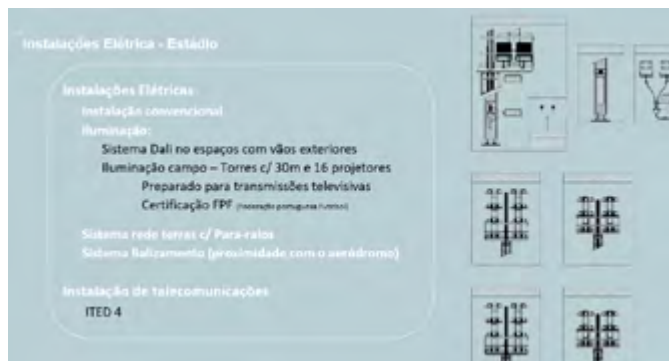 Instalações Elétrica - Estádio
Instalações Elétricas
Instalação convencional
Iluminação:
Sistema Dali no espaços com vãos exteriores
Iluminação campo – Torres c/ 30m e 16 projetores
Preparado para transmissões televisivas
Certificação FPF (Federação portuguesa Futebol)
Sistema rede terras c/ Para-raios
Sistema Balizamento (proximidade com o aeródromo)
Instalação de telecomunicações
ITED 4